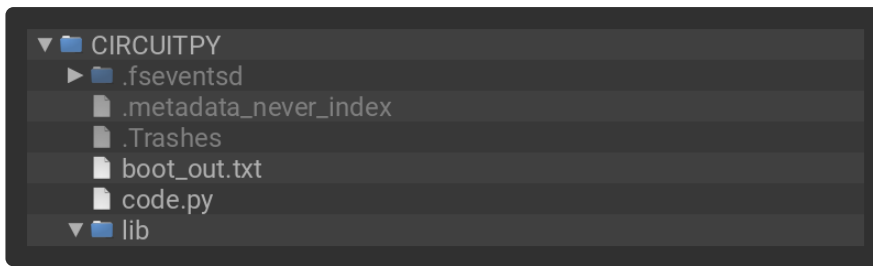 CIRCUITPY
.fseventsd
.metadata_never_index
.Trashes
boot_out.txt
code.py
lib